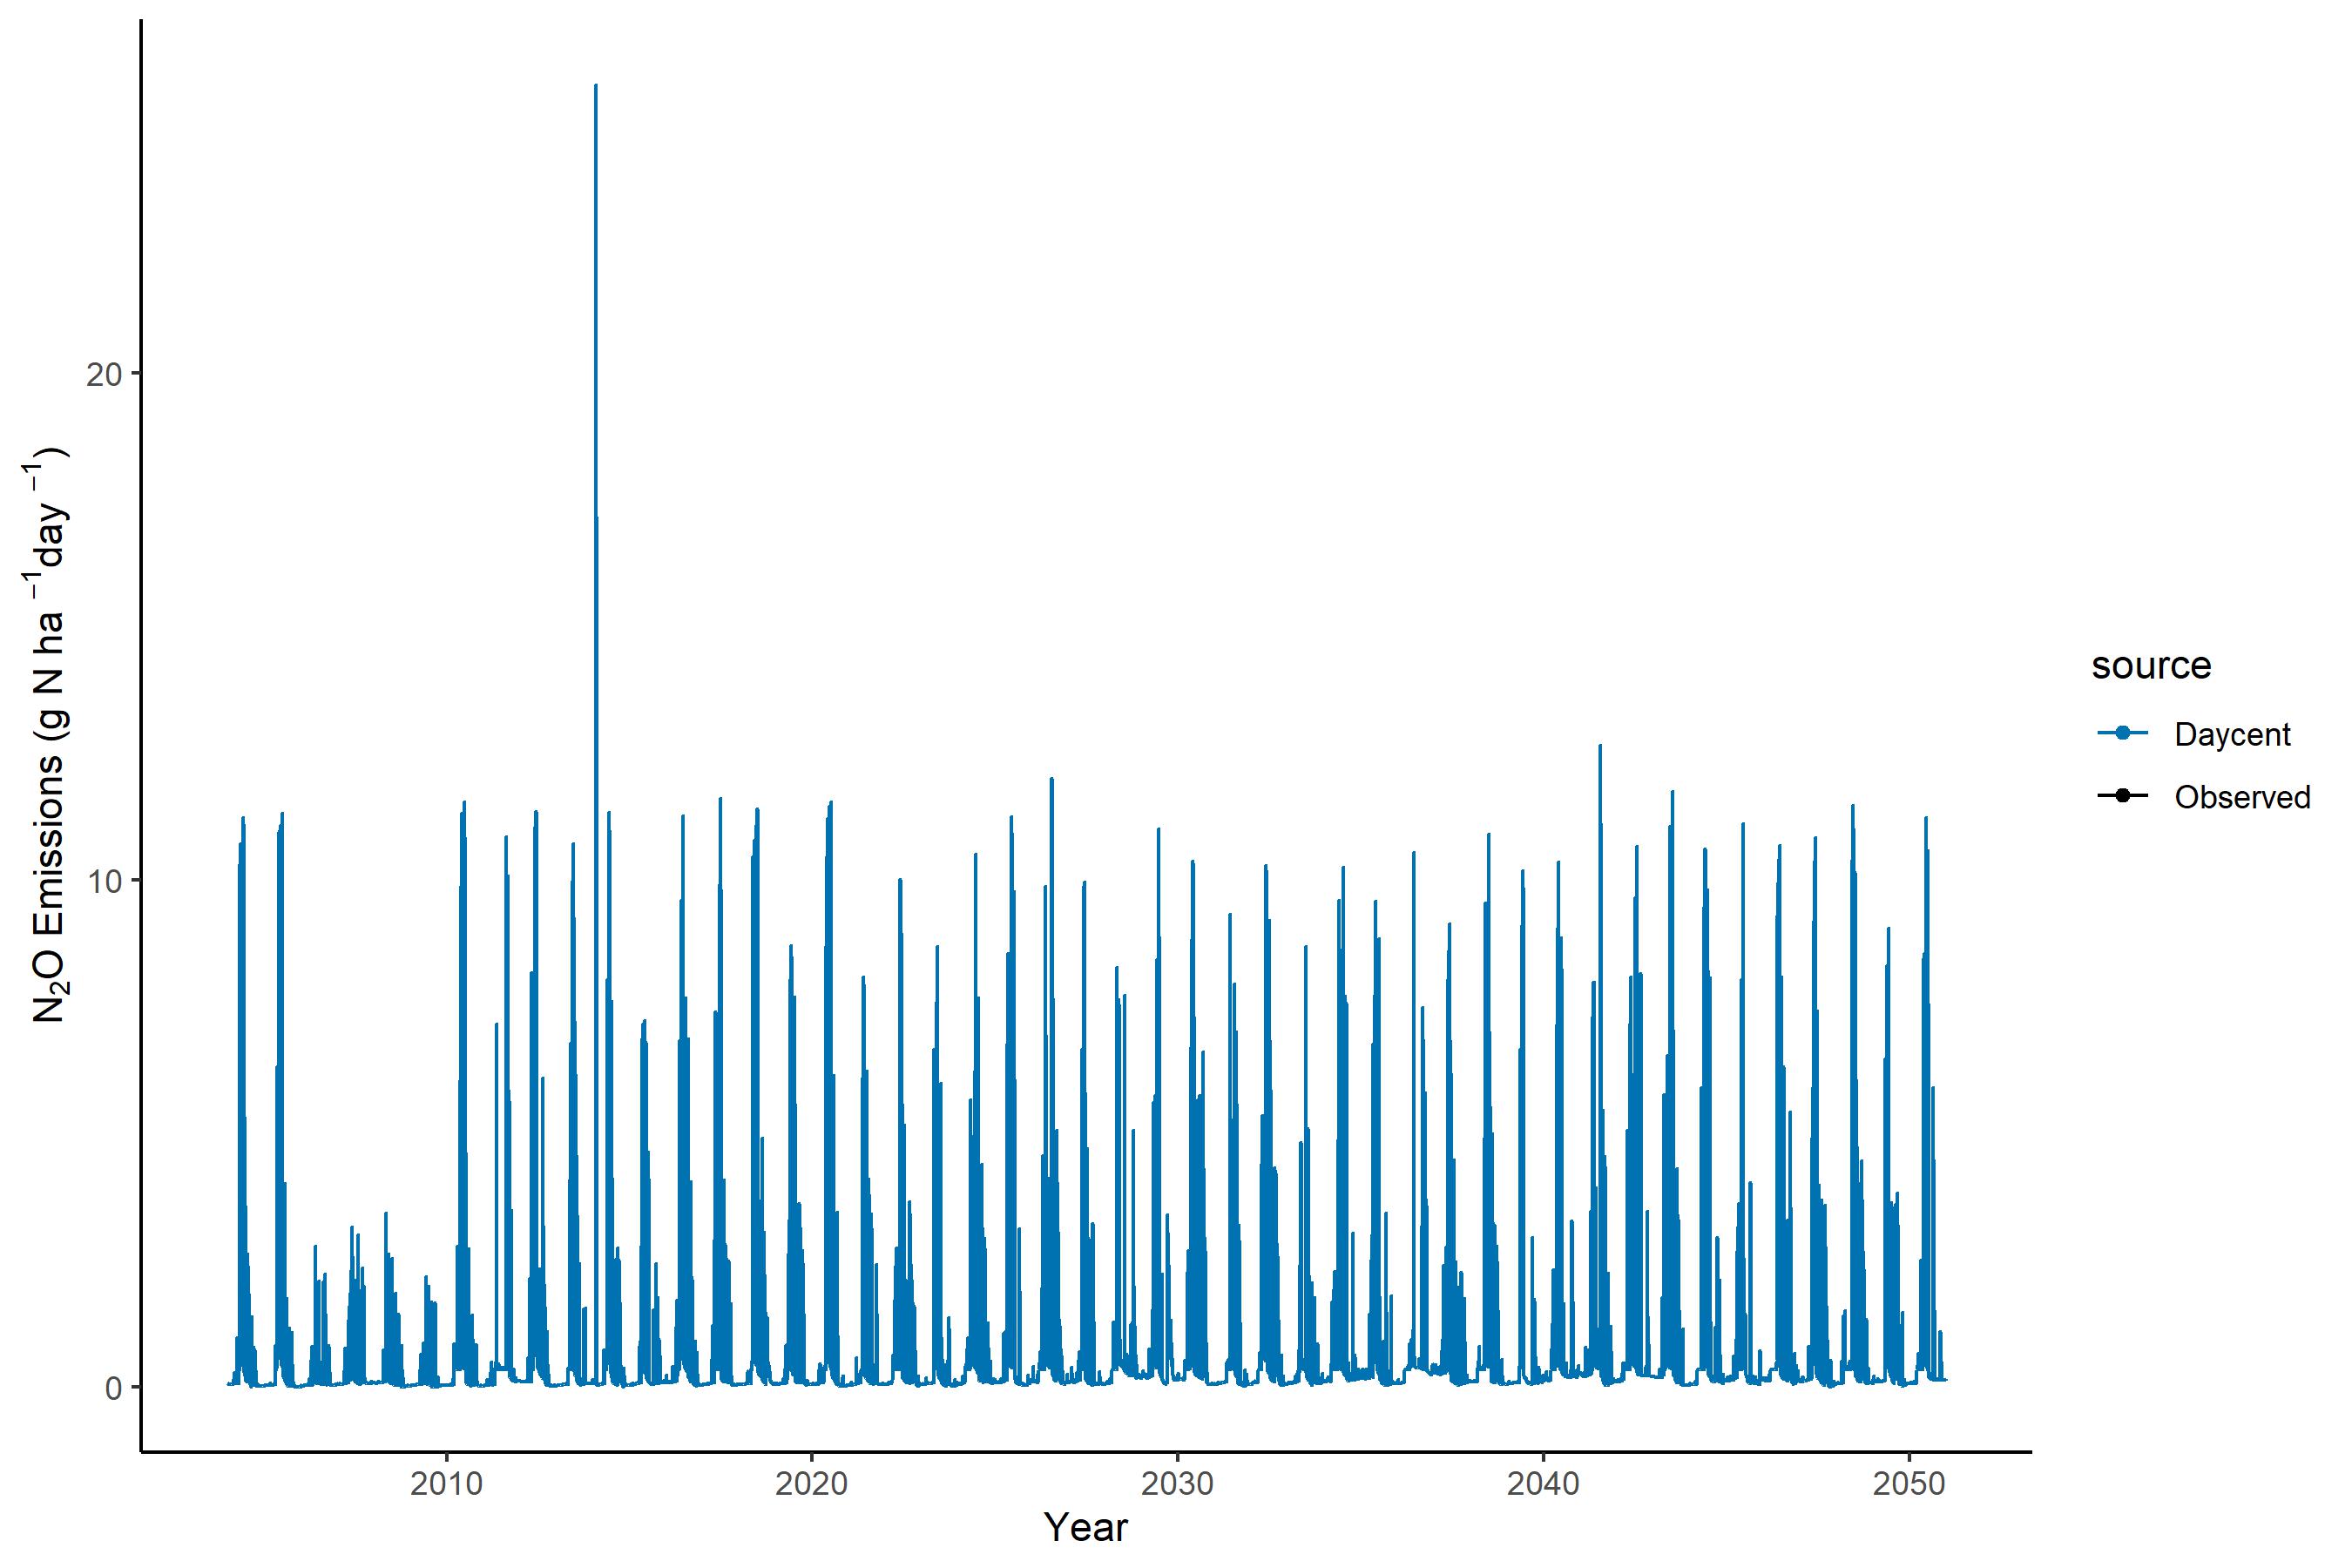 N₂O Emissions (g N ha ⁻¹day ⁻¹)
20
10
0
2010 2020 2030 2040 2050
Year
source
Daycent
Observed